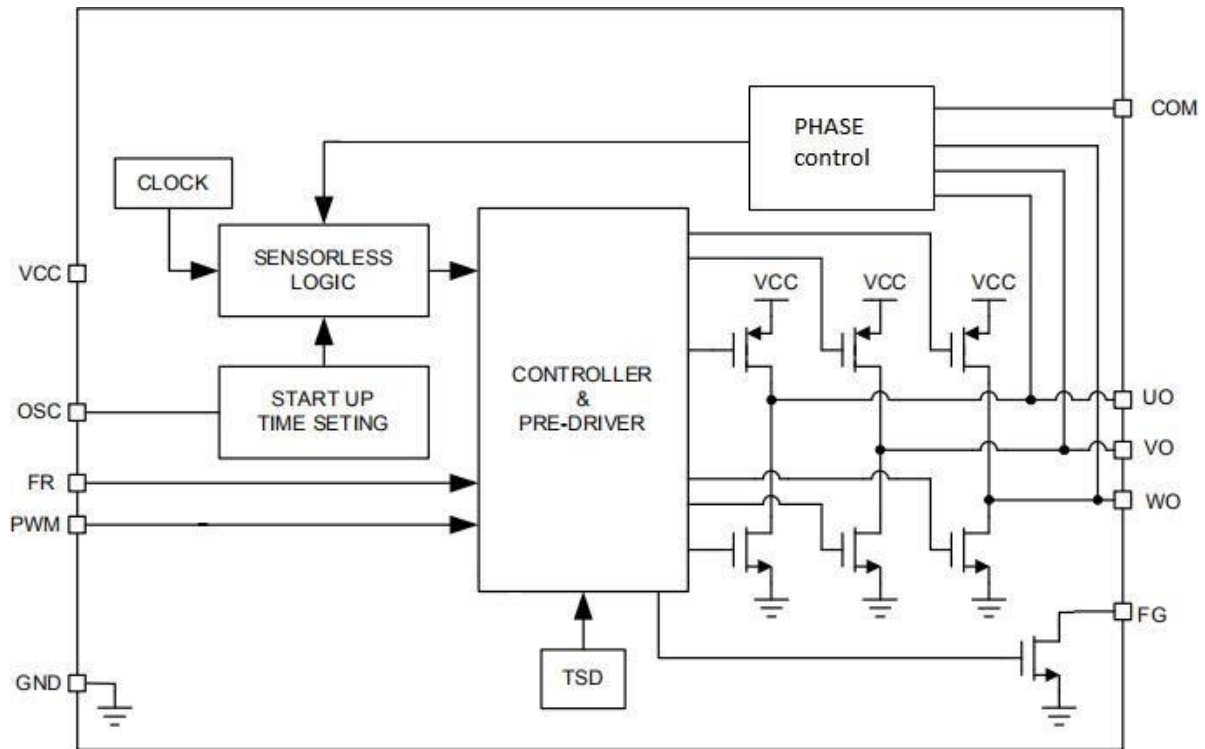 COM
PHASE
control
CLOCK
SENSORLESS
LOGIC
VCC
VCC
VCC
VCC
CONTROLLER
&
PRE-DRIVER
START UP
TIME SETING
OSC
UO
VO
FR
WO
PWM
FG
TSD
GND